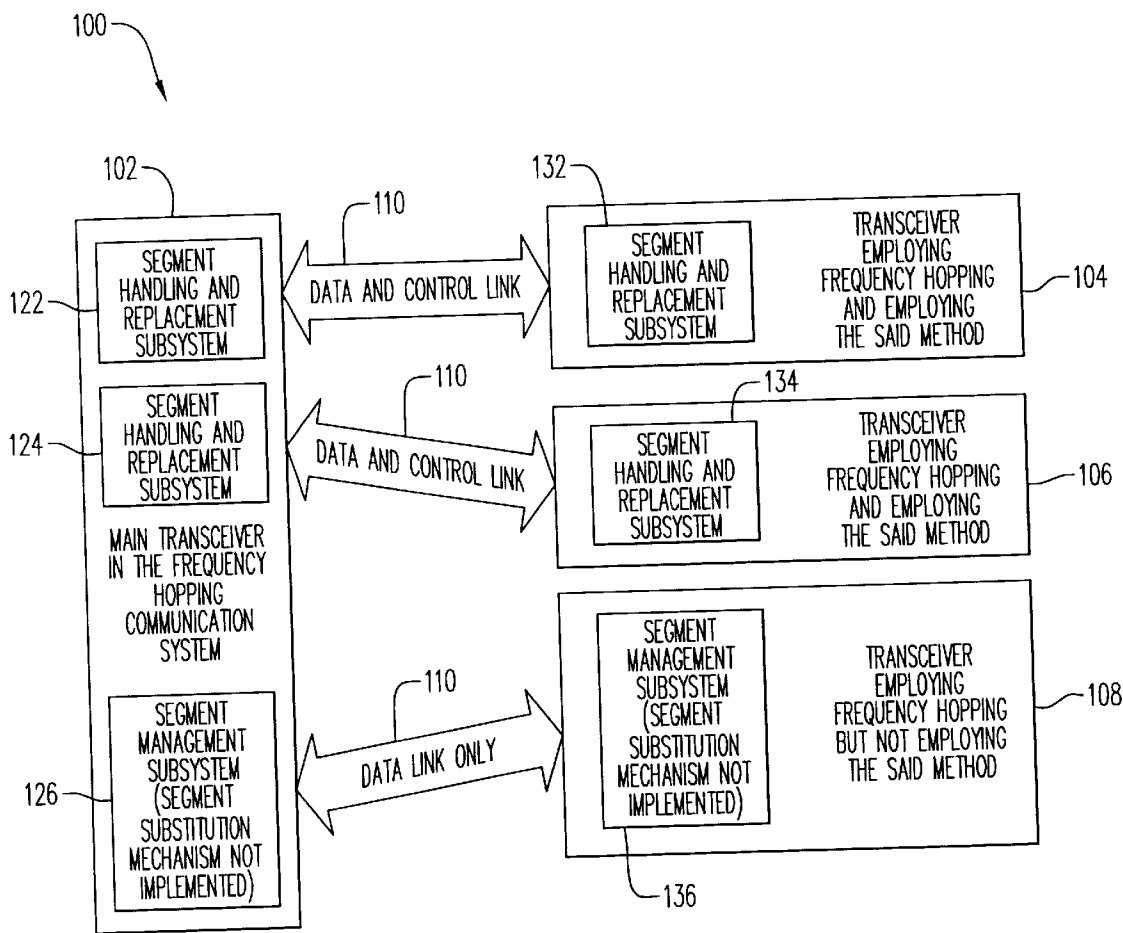 100
102
SEGMENT
HANDLING AND
REPLACEMENT
SUBSYSTEM
122
SEGMENT
HANDLING AND
REPLACEMENT
SUBSYSTEM
124
MAIN TRANSCEIVER
IN THE FREQUENCY
HOPPING
COMMUNICATION
SYSTEM
SEGMENT
MANAGEMENT
SUBSYSTEM
(SEGMENT
SUBSTITUTION
MECHANISM NOT
IMPLEMENTED)
126
110
DATA AND CONTROL LINK
110
DATA AND CONTROL LINK
110
DATA LINK ONLY
132
SEGMENT
HANDLING AND
REPLACEMENT
SUBSYSTEM
TRANSCEIVER
EMPLOYING
FREQUENCY HOPPING
AND EMPLOYING
THE SAID METHOD
104
134
SEGMENT
HANDLING AND
REPLACEMENT
SUBSYSTEM
TRANSCEIVER
EMPLOYING
FREQUENCY HOPPING
AND EMPLOYING
THE SAID METHOD
106
SEGMENT
MANAGEMENT
SUBSYSTEM
(SEGMENT
SUBSTITUTION
MECHANISM NOT
IMPLEMENTED)
136
TRANSCEIVER
EMPLOYING
FREQUENCY HOPPING
BUT NOT EMPLOYING
THE SAID METHOD
108